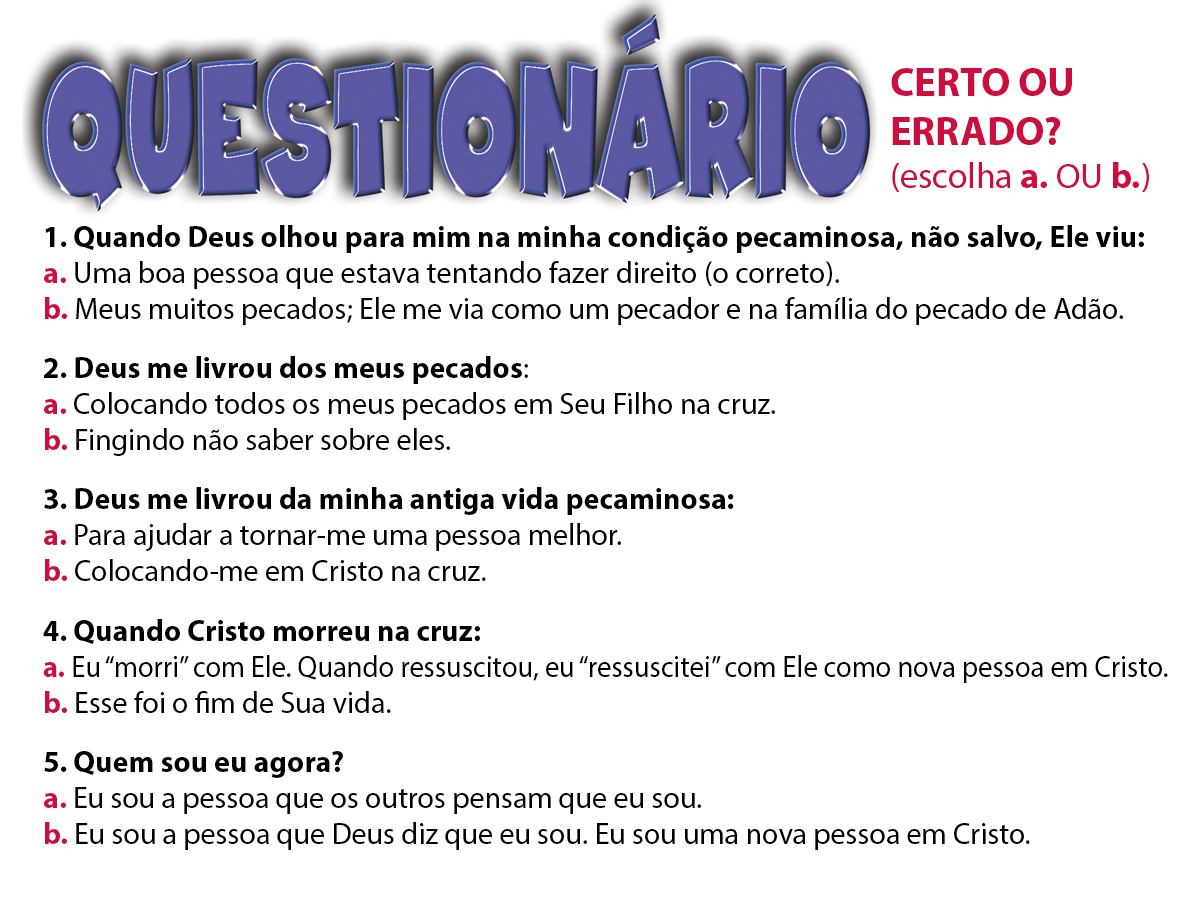 QUESTIONÁRIO
CERTO OU
ERRADO?
(escolha a. OU b.)
1. Quando Deus olhou para mim na minha condição pecaminosa, não salvo, Ele viu:
a. Uma boa pessoa que estava tentando fazer direito (o correto).
b. Meus muitos pecados; Ele me via como um pecador e na família do pecado de Adão.
2. Deus me livrou dos meus pecados:
a. Colocando todos os meus pecados em Seu Filho na cruz.
b. Fingindo não saber sobre eles.
3. Deus me livrou da minha antiga vida pecaminosa:
a. Para ajudar a tornar-me uma pessoa melhor.
b. Colocando-me em Cristo na cruz.
4. Quando Cristo morreu na cruz:
a. Eu “morri” com Ele. Quando ressuscitou, eu “ressuscitei” com Ele como nova pessoa em Cristo.
b. Esse foi o fim de Sua vida.
5. Quem sou eu agora?
a. Eu sou a pessoa que os outros pensam que eu sou.
b. Eu sou a pessoa que Deus diz que eu sou. Eu sou uma nova pessoa em Cristo.